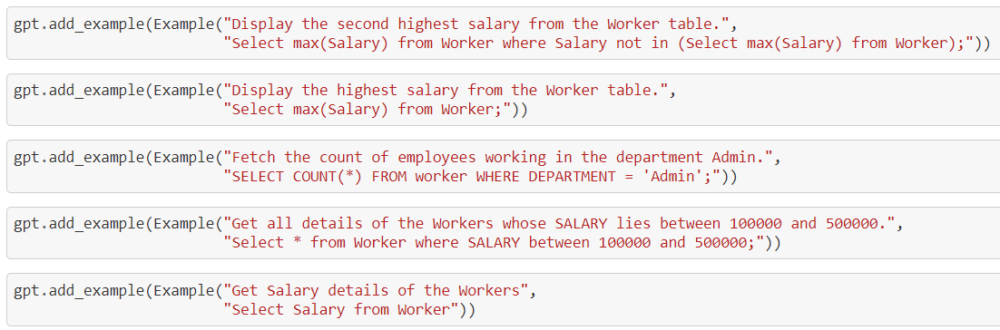 gpt.add_example(Example("Display the second highest salary from the Worker table.",
"Select max(Salary) from Worker where Salary not in (Select max(Salary) from Worker);"))
gpt.add_example(Example("Display the highest salary from the Worker table.",
"Select max(Salary) from Worker;"))
gpt.add_example(Example("Fetch the count of employees working in the department Admin.",
"SELECT COUNT(*) FROM worker WHERE DEPARTMENT = 'Admin';"))
gpt.add_example(Example("Get all details of the Workers whose SALARY lies between 100000 and 500000.",
"Select * from Worker where SALARY between 100000 and 500000;"))
gpt.add_example(Example("Get Salary details of the Workers",
"Select Salary from Worker"))